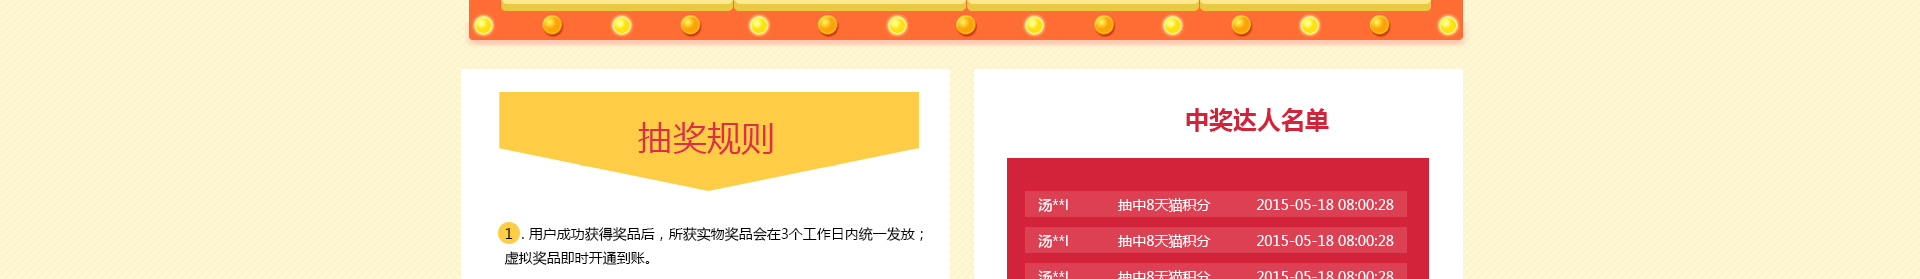 抽奖规则
1 . 用户成功获得奖品后，所获实物奖品会在3个工作日内统一发放；
虚拟奖品即时开通到账。
中奖达人名单
汤**l 抽中8天猫积分 2015-05-18 08:00:28
汤**l 抽中8天猫积分 2015-05-18 08:00:28
汤**l 抽中8天猫积分 2015-05-18 08:00:28